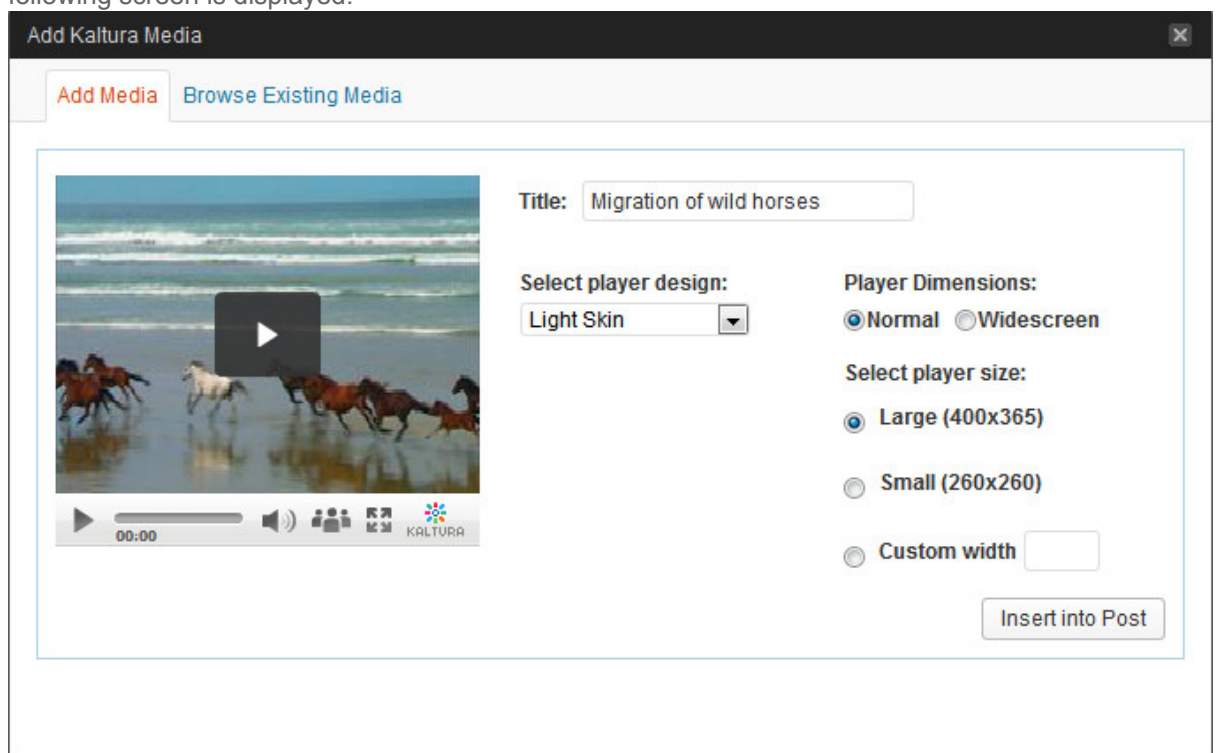 following screen is displayed:
Add Kaltura Media
Add Media Browse Existing Media
Title: Migration of wild horses
Select player design:
Light Skin
Player Dimensions:
Normal Widescreen
Select player size:
Large (400x365)
Small (260x260)
Custom width
00:00
KALTURA
Insert into Post